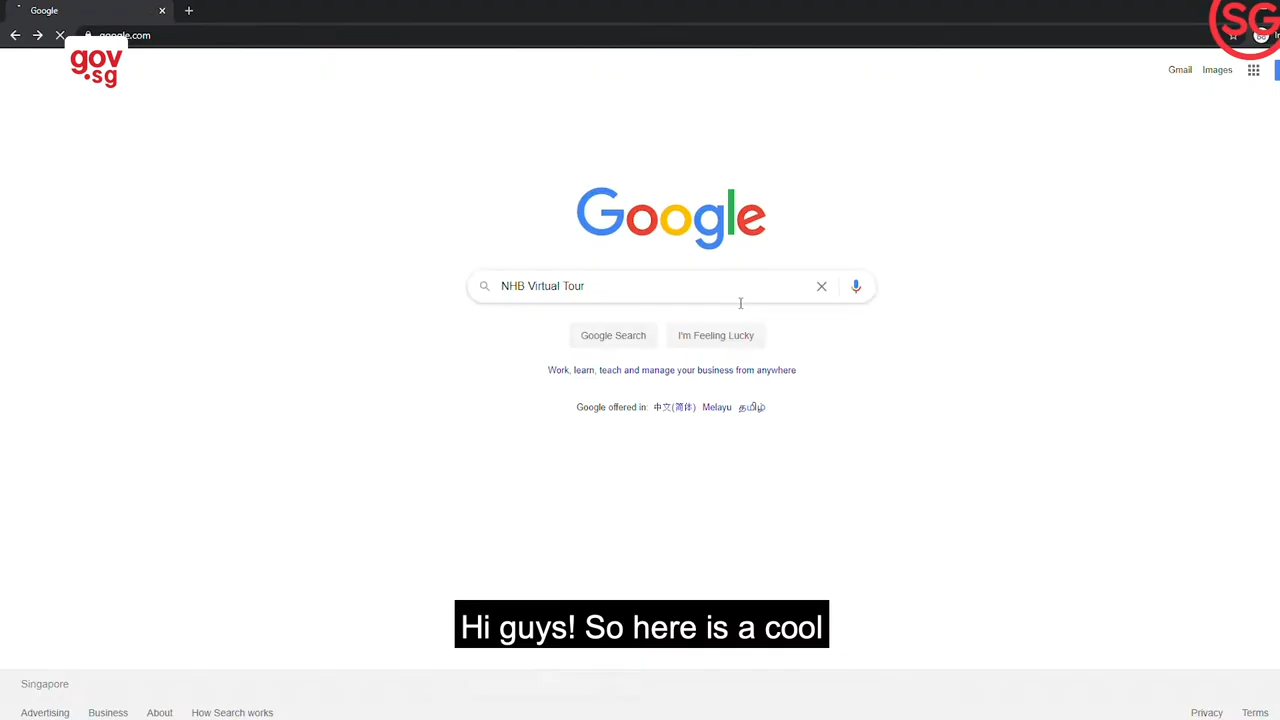 Google
SG
google.com
gov
.sg
Gmail Images
Google
NHB Virtual Tour
Google Search I'm Feeling Lucky
Work, learn, teach and manage your business from anywhere
Google offered in: 中文(简体) Melayu தமிழ்
Hi guys! So here is a cool
Singapore
Advertising Business About How Search works Privacy Terms